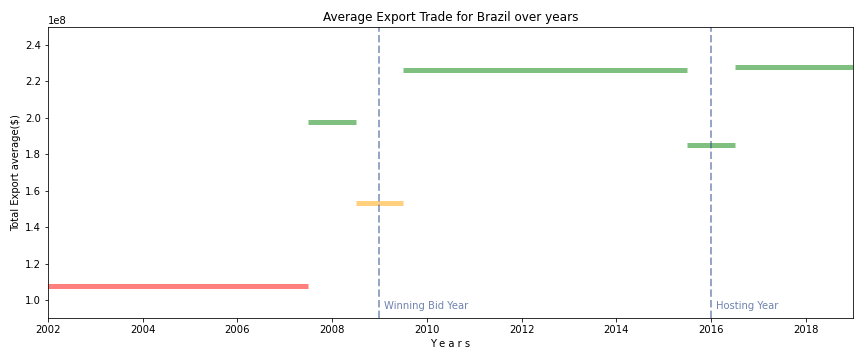 Average Export Trade for Brazil over years
1e8
2.4
2.2
2.0
1.8
1.6
1.4
1.2
1.0
Total Export average($)
Winning Bid Year
Hosting Year
2002 2004 2006 2008 2010 2012 2014 2016 2018
Y e a r s